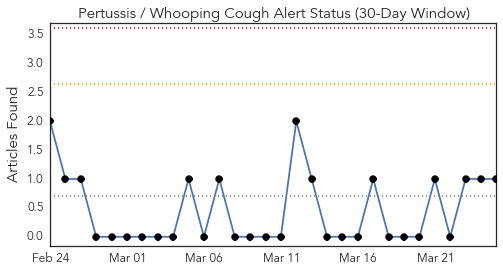 Pertussis / Whooping Cough Alert Status (30-Day Window)
Articles Found
3.5
3.0
2.5
2.0
1.5
1.0
0.5
0.0
Feb 24 Mar 01 Mar 06 Mar 11 Mar 16 Mar 21